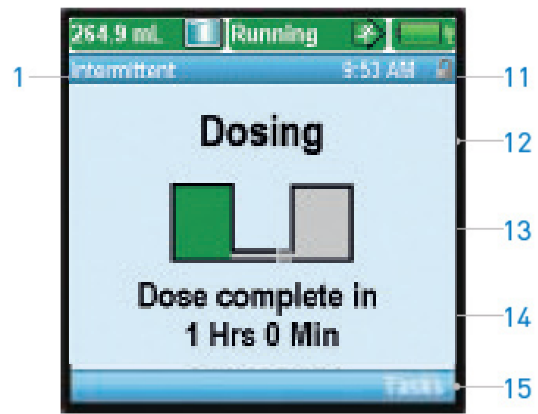 264.9 mL Running
Intermittent 9:53 AM
Dosing
Dose complete in
1 Hrs 0 Min
Tasks
1
11
12
13
14
15